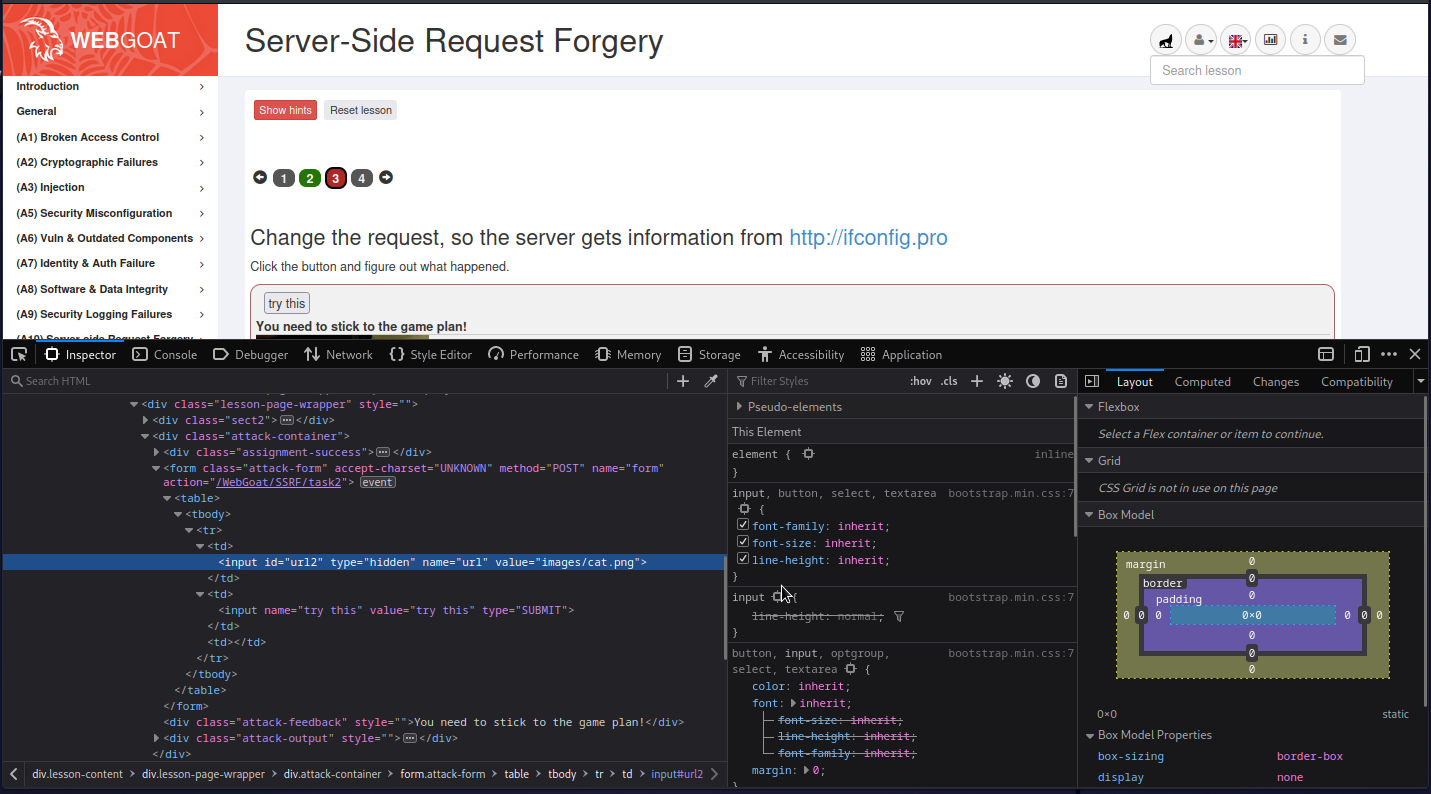 WEBGOAT
Server-Side Request Forgery
Search lesson
Introduction
General
(A1) Broken Access Control
(A2) Cryptographic Failures
(A3) Injection
(A5) Security Misconfiguration
(A6) Vuln & Outdated Components
(A7) Identity & Auth Failure
(A8) Software & Data Integrity
(A9) Security Logging Failures
(A10) Server-side Request Forgery
Show hints Reset lesson
1 2 3 4
Change the request, so the server gets information from http://ifconfig.pro
Click the button and figure out what happened.
try this
You need to stick to the game plan!
Inspector Console Debugger Network Style Editor Performance Memory Storage Accessibility Application
Search HTML
<div class="lesson-page-wrapper" style="">
<div class="sect2"> </div>
<div class="attack-container">
<div class="assignment-success"> </div>
<form class="attack-form" accept-charset="UNKNOWN" method="POST" name="form"
action="/WebGoat/SSRF/task2"> event
<table>
<tbody>
<tr>
<td>
<input id="url2" type="hidden" name="url" value="images/cat.png">
</td>
<td>
<input name="try this" value="try this" type="SUBMIT">
</td>
<td></td>
</tr>
</tbody>
</table>
</form>
<div class="attack-feedback" style="">You need to stick to the game plan!</div>
<div class="attack-output" style=""> </div>
</div>
div.lesson-content div.lesson-page-wrapper div.attack-container form.attack-form table tbody tr td input#url2
Filter Styles :hov .cls
Pseudo-elements
This Element
element { inline
}
input, button, select, textarea bootstrap.min.css:7
{
font-family: inherit;
font-size: inherit;
line-height: inherit;
}
input { bootstrap.min.css:7
line-height: normal;
}
button, input, optgroup, bootstrap.min.css:7
select, textarea {
color: inherit;
font: inherit;
font-size: inherit;
line-height: inherit;
font-family: inherit;
margin: 0;
}
Layout Computed Changes Compatibility
Flexbox
Select a Flex container or item to continue.
Grid
CSS Grid is not in use on this page
Box Model
margin 0
border 0
padding 0
0 0 0 0×0 0 0 0
0
0
0
0×0 static
Box Model Properties
box-sizing border-box
display none